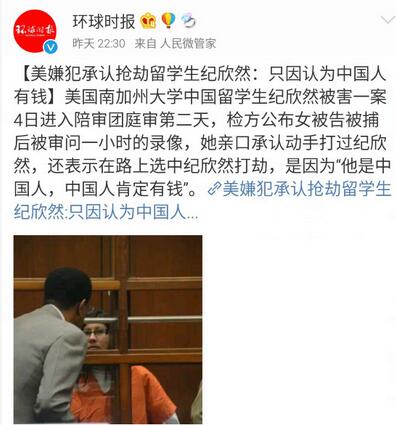 环球时报
环球时报
昨天 22:30 来自 人民微管家
【美嫌犯承认抢劫留学生纪欣然：只因认为中国人
有钱】美国南加州大学中国留学生纪欣然被害一案
4日进入陪审团庭审第二天，检方公布女被告被捕
后被审问一小时的录像，她亲口承认动手打过纪欣
然，还表示在路上选中纪欣然打劫，是因为“他是中
国人，中国人肯定有钱”。美嫌犯承认抢劫留学生
纪欣然:只因认为中国人...